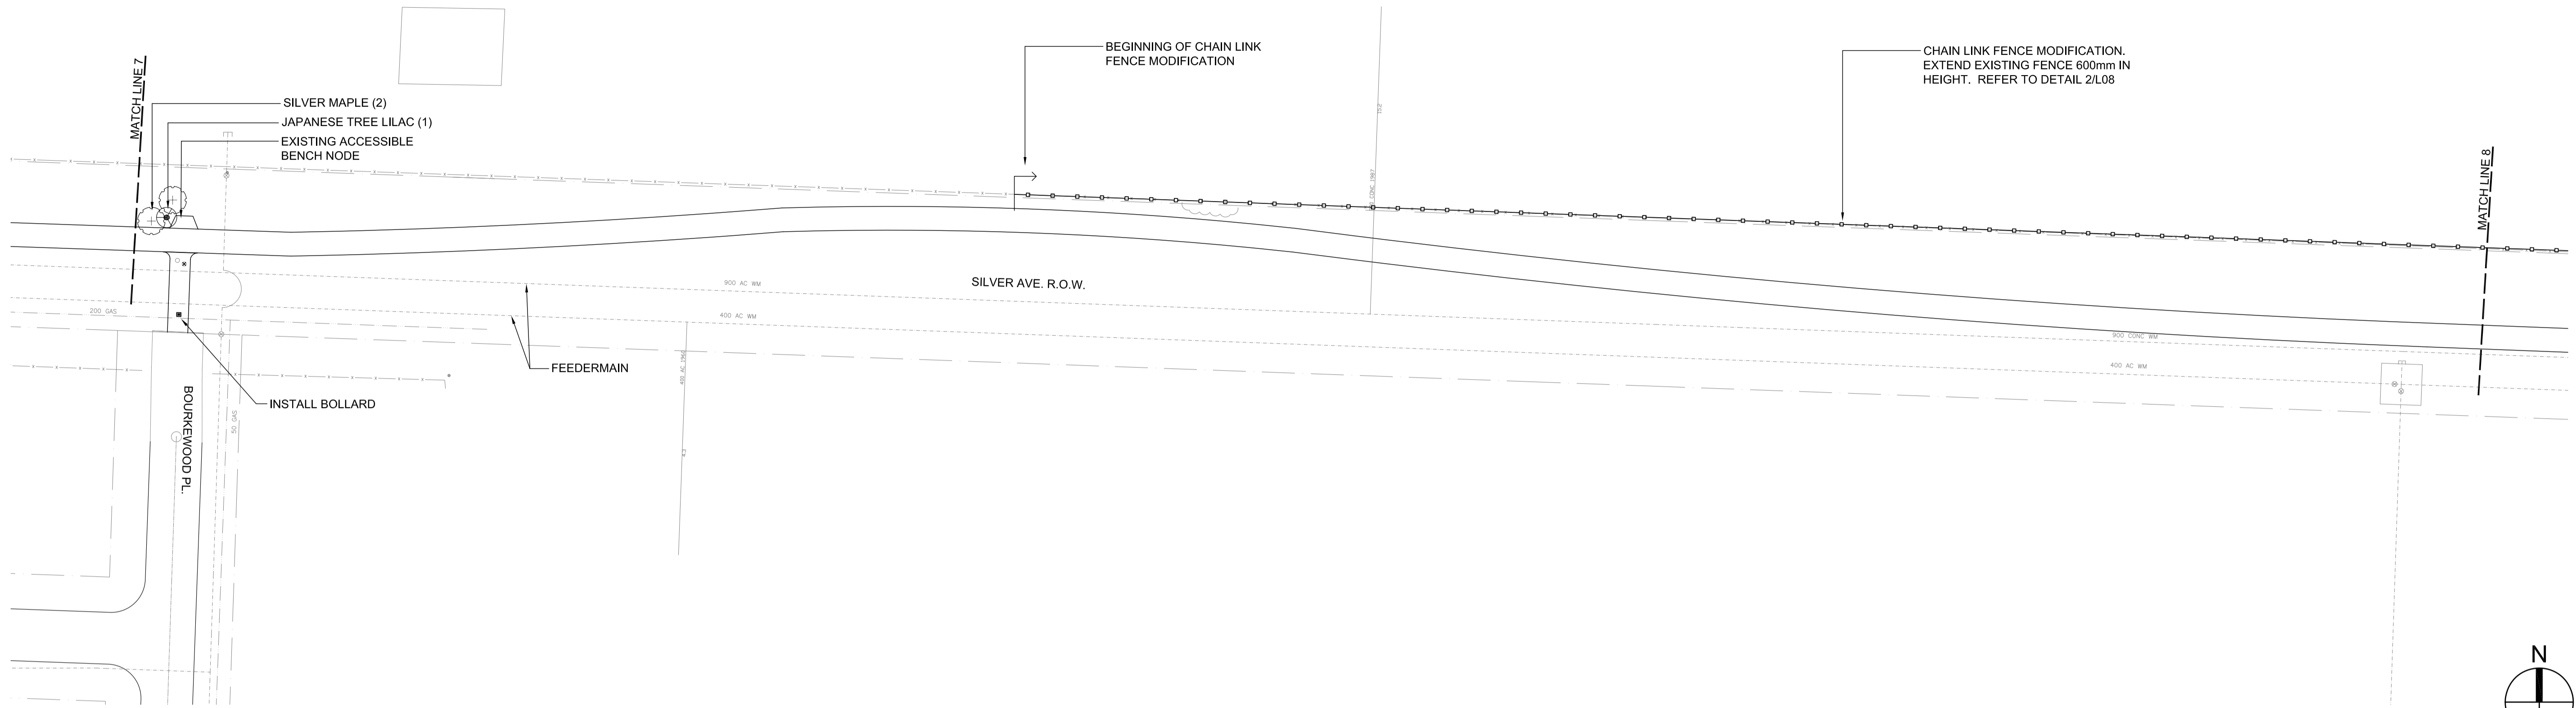 MATCH LINE 7
SILVER MAPLE (2)
JAPANESE TREE LILAC (1)
EXISTING ACCESSIBLE
BENCH NODE
BEGINNING OF CHAIN LINK
FENCE MODIFICATION
CHAIN LINK FENCE MODIFICATION.
EXTEND EXISTING FENCE 600mm IN
HEIGHT. REFER TO DETAIL 2/L08
MATCH LINE 8
SILVER AVE. R.O.W.
900 AC WM
400 AC WM
200 GAS
900 CONC WM
400 AC WM
FEEDERMAIN
INSTALL BOLLARD
BOURKEWOOD PL.
50 GAS
N